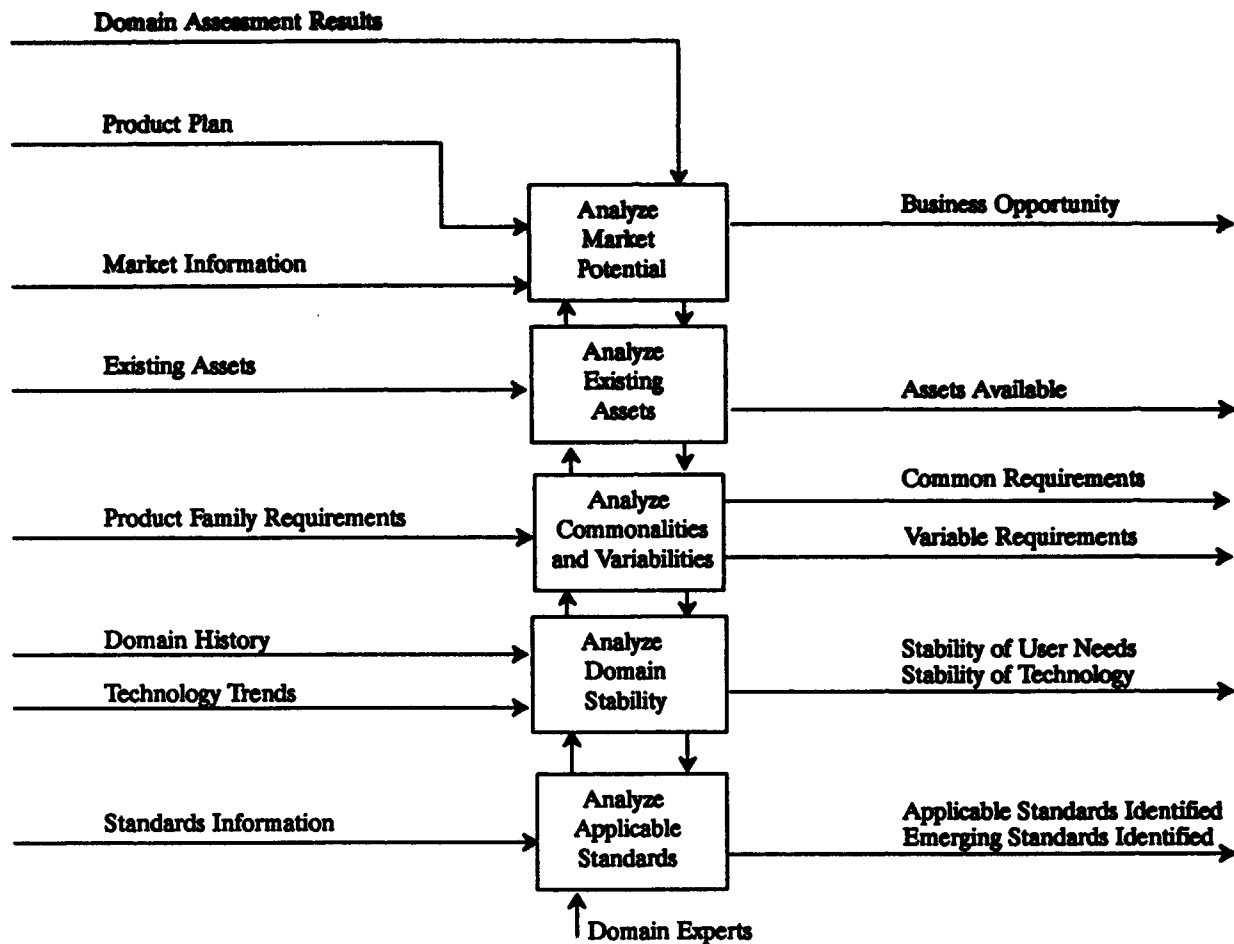 Domain Assessment Results
Product Plan
Analyze
Market
Potential
Business Opportunity
Market Information
Existing Assets
Analyze
Existing
Assets
Assets Available
Product Family Requirements
Analyze
Commonalities
and Variabilities
Common Requirements
Variable Requirements
Domain History
Technology Trends
Analyze
Domain
Stability
Stability of User Needs
Stability of Technology
Standards Information
Analyze
Applicable
Standards
Applicable Standards Identified
Emerging Standards Identified
Domain Experts